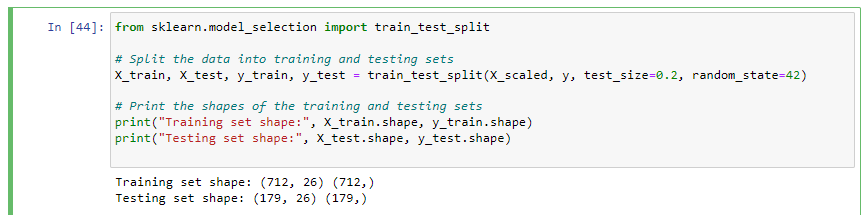 In [44]: from sklearn.model_selection import train_test_split
# Split the data into training and testing sets
X_train, X_test, y_train, y_test = train_test_split(X_scaled, y, test_size=0.2, random_state=42)
# Print the shapes of the training and testing sets
print("Training set shape:", X_train.shape, y_train.shape)
print("Testing set shape:", X_test.shape, y_test.shape)
Training set shape: (712, 26) (712,)
Testing set shape: (179, 26) (179,)